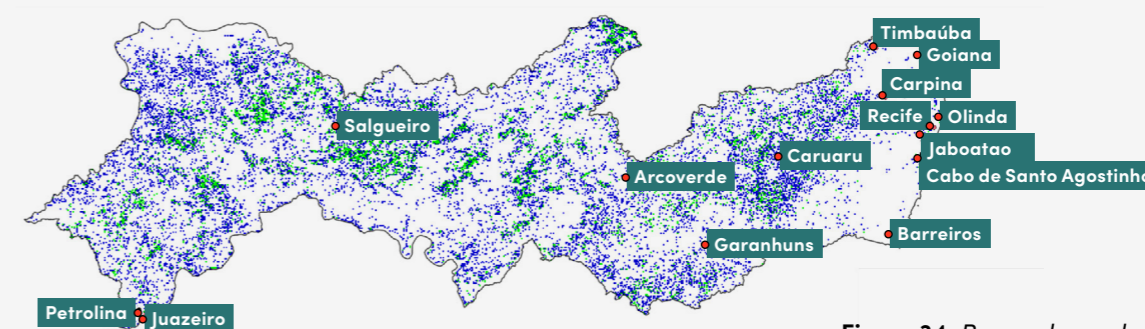 Timbaúba
Goiana
Carpina
Recife
Olinda
Salgueiro
Jaboatao
Caruaru
Arcoverde
Cabo de Santo Agostinho
Barreiros
Garanhuns
Petrolina
Juazeiro